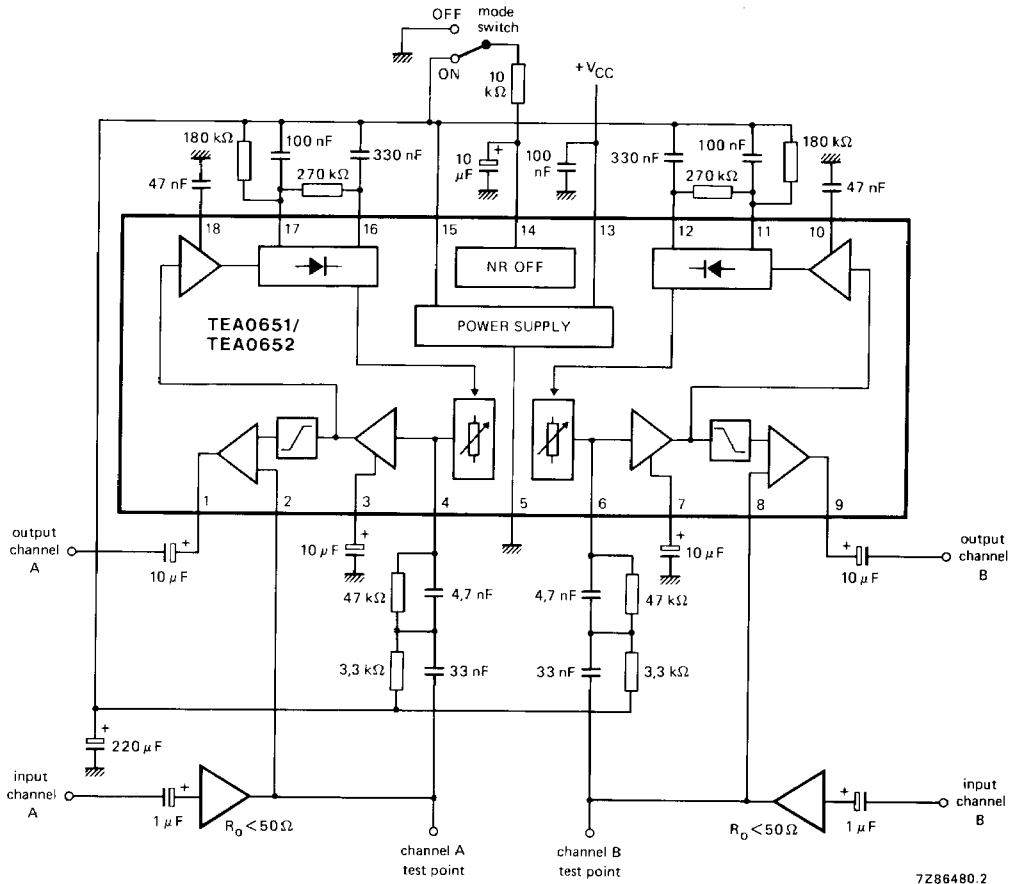 OFF
mode
switch
ON
10
kΩ
+VCC
180 kΩ
100 nF
330 nF
270 kΩ
47 nF
10
μF
100
nF
330 nF
100 nF
180 kΩ
270 kΩ
47 nF
18
17
16
15
14
13
12
11
10
NR OFF
TEA0651/
TEA0652
POWER SUPPLY
1
2
3
4
5
6
7
8
9
output
channel
A
10 μF
10 μF
47 kΩ
4,7 nF
3,3 kΩ
33 nF
4,7 nF
47 kΩ
33 nF
3,3 kΩ
10 μF
10 μF
output
channel
B
220 μF
input
channel
A
1 μF
Ro < 50 Ω
channel A
test point
channel B
test point
Ro < 50 Ω
1 μF
input
channel
B
7Z86480.2